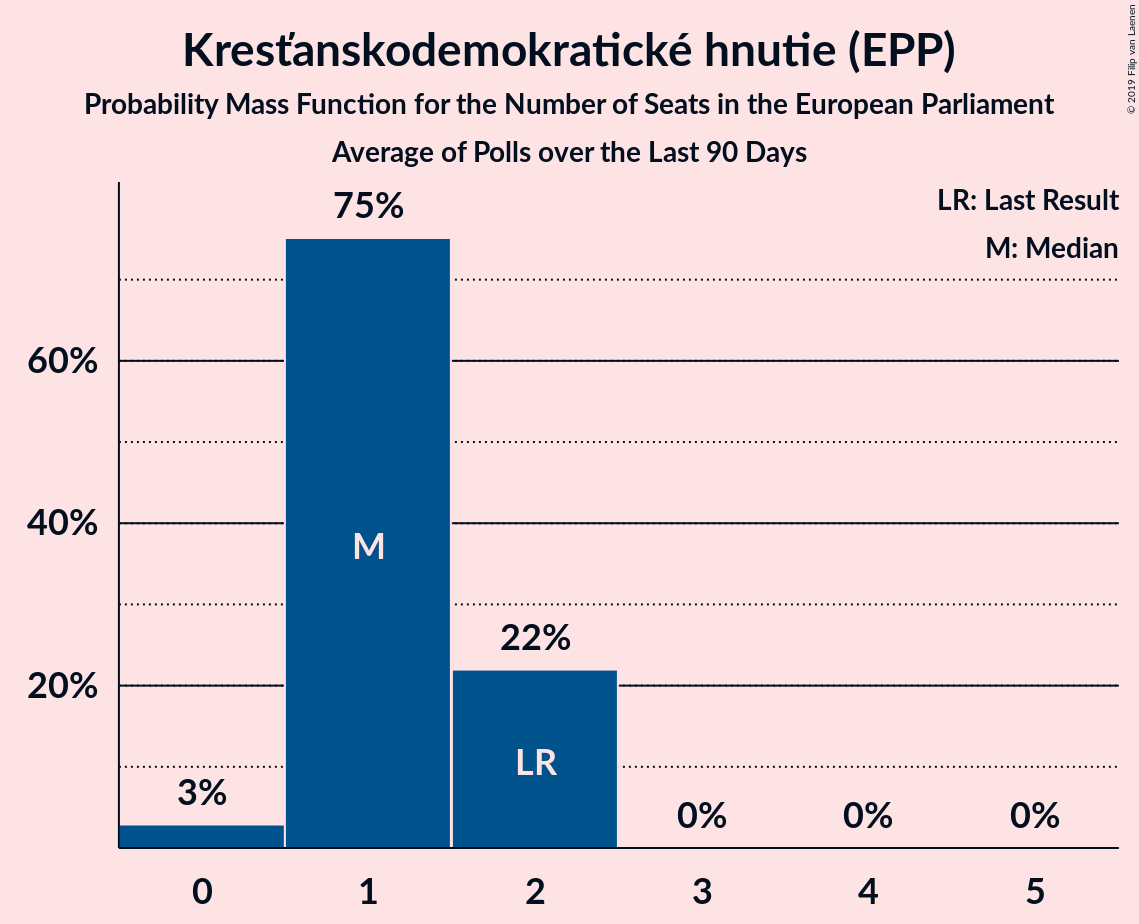 Kresťanskodemokratické hnutie (EPP)
Probability Mass Function for the Number of Seats in the European Parliament
Average of Polls over the Last 90 Days
© 2019 Filip van Laenen
LR: Last Result
M: Median
75%
60%
40%
M
22%
20%
LR
3%
0%
0%
0%
0
1
2
3
4
5